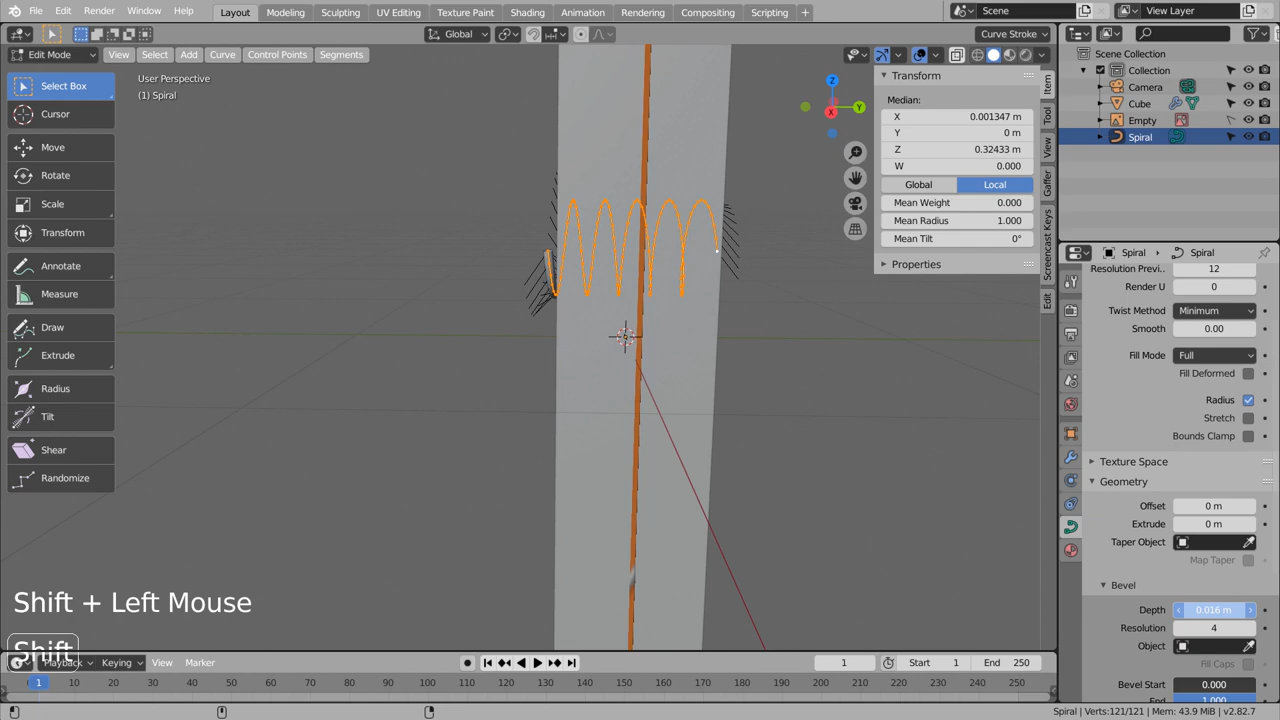 File Edit Render Window Help Layout Modeling Sculpting UV Editing Texture Paint Shading Animation Rendering Compositing Scripting + Scene View Layer
Global Curve Stroke
Edit Mode View Select Add Curve Control Points Segments
User Perspective
(1) Spiral
Select Box
Cursor
Move
Rotate
Scale
Transform
Annotate
Measure
Draw
Extrude
Radius
Tilt
Shear
Randomize
Z
Y
X
Transform
Median:
X 0.001347 m
Y 0 m
Z 0.32433 m
W 0.000
Global Local
Mean Weight 0.000
Mean Radius 1.000
Mean Tilt 0°
Properties
Item
Tool
View
Gaffer
Screencast Keys
Edit
Scene Collection
Collection
Camera
Cube
Empty
Spiral
Spiral Spiral
Resolution Previ.. 12
Render U 0
Twist Method Minimum
Smooth 0.00
Fill Mode Full
Fill Deformed
Radius
Stretch
Bounds Clamp
Texture Space
Geometry
Offset 0 m
Extrude 0 m
Taper Object
Map Taper
Bevel
Depth 0.016 m
Resolution 4
Object
Fill Caps
Bevel Start 0.000
End 1.000
Shift + Left Mouse
Shift
Playback Keying View Marker 1 Start 1 End 250
1 10 20 30 40 50 60 70 80 90 100 110 120 130 140 150 160 170 180 190 200 210 220 230 240 250
Spiral | Verts:121/121 | Mem: 43.9 MiB | v2.82.7